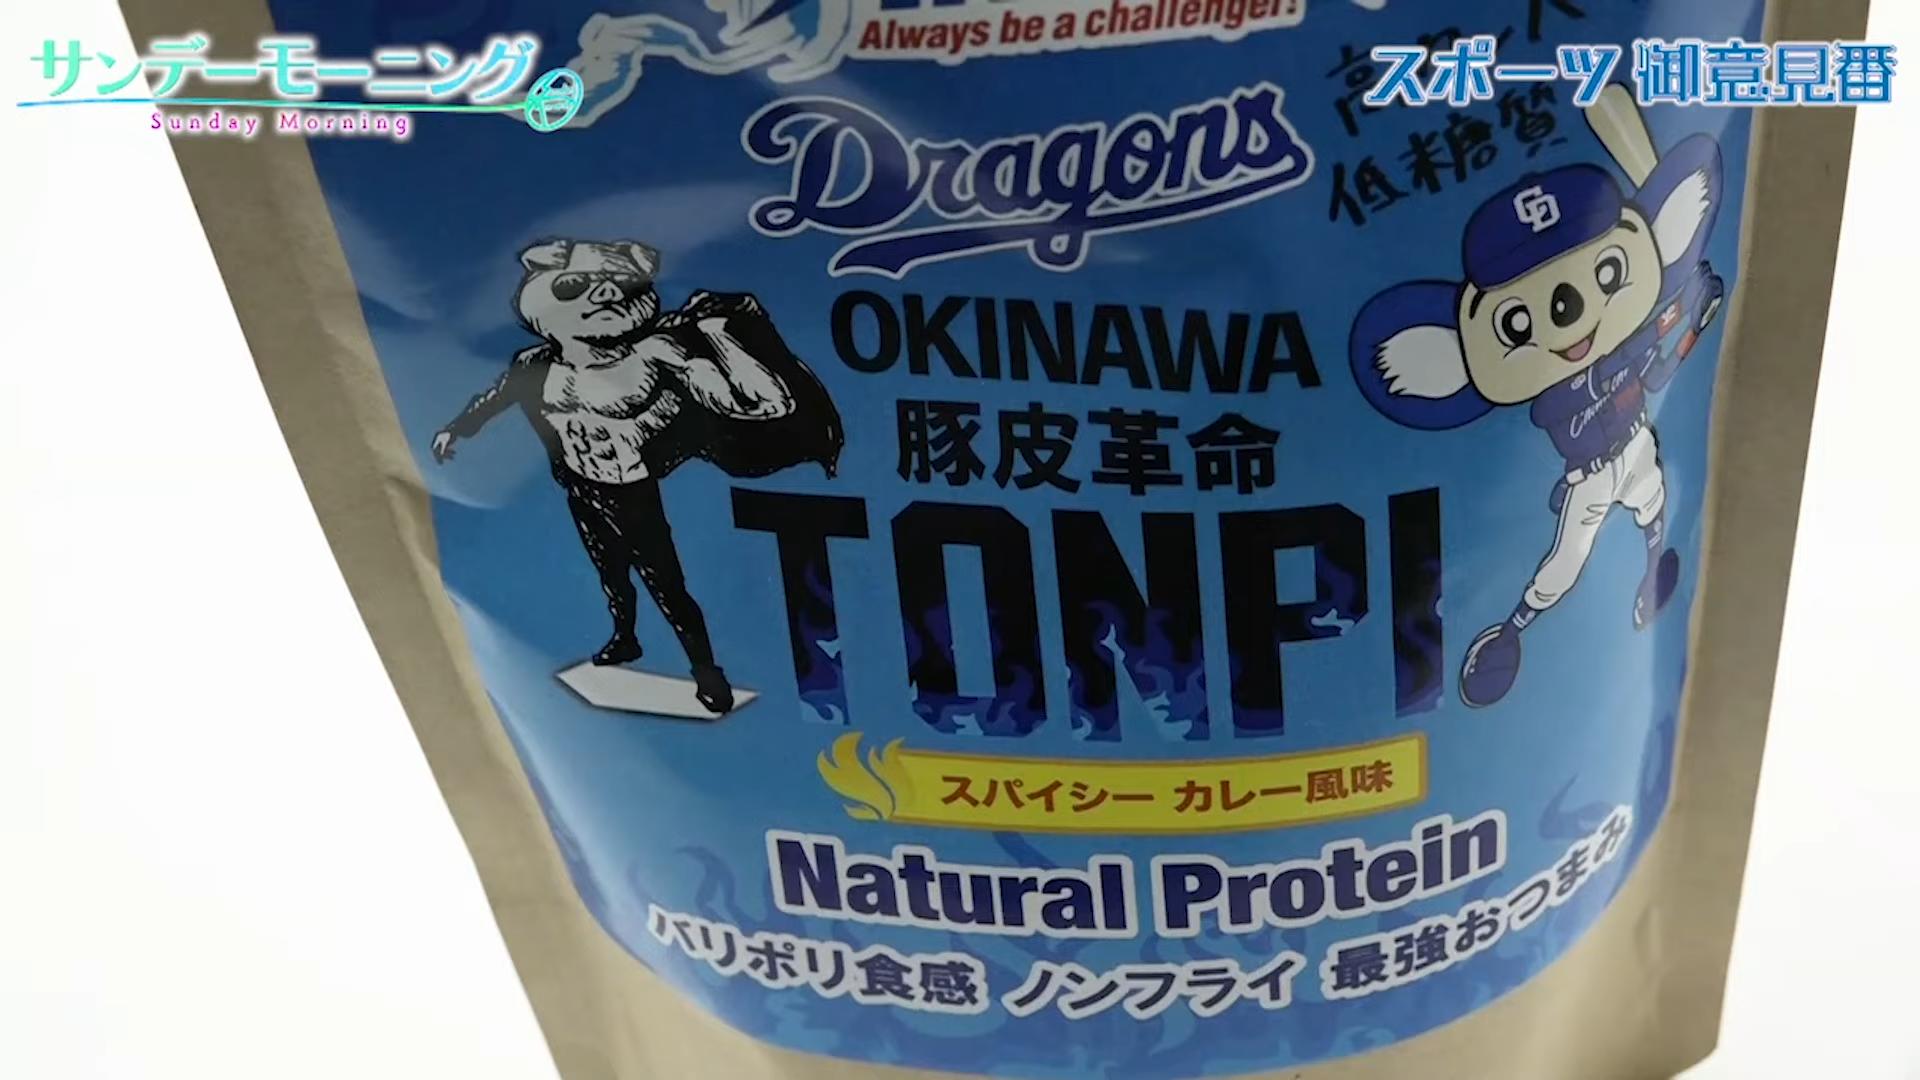 サンデーモーニング
Sunday Morning
スポーツ 御意見番
Always be a challenger!
低糖質
Dragons
CD
OKINAWA
豚皮革命
TONPI
スパイシー カレー風味
Natural Protein
バリポリ食感 ノンフライ 最強おつまみ